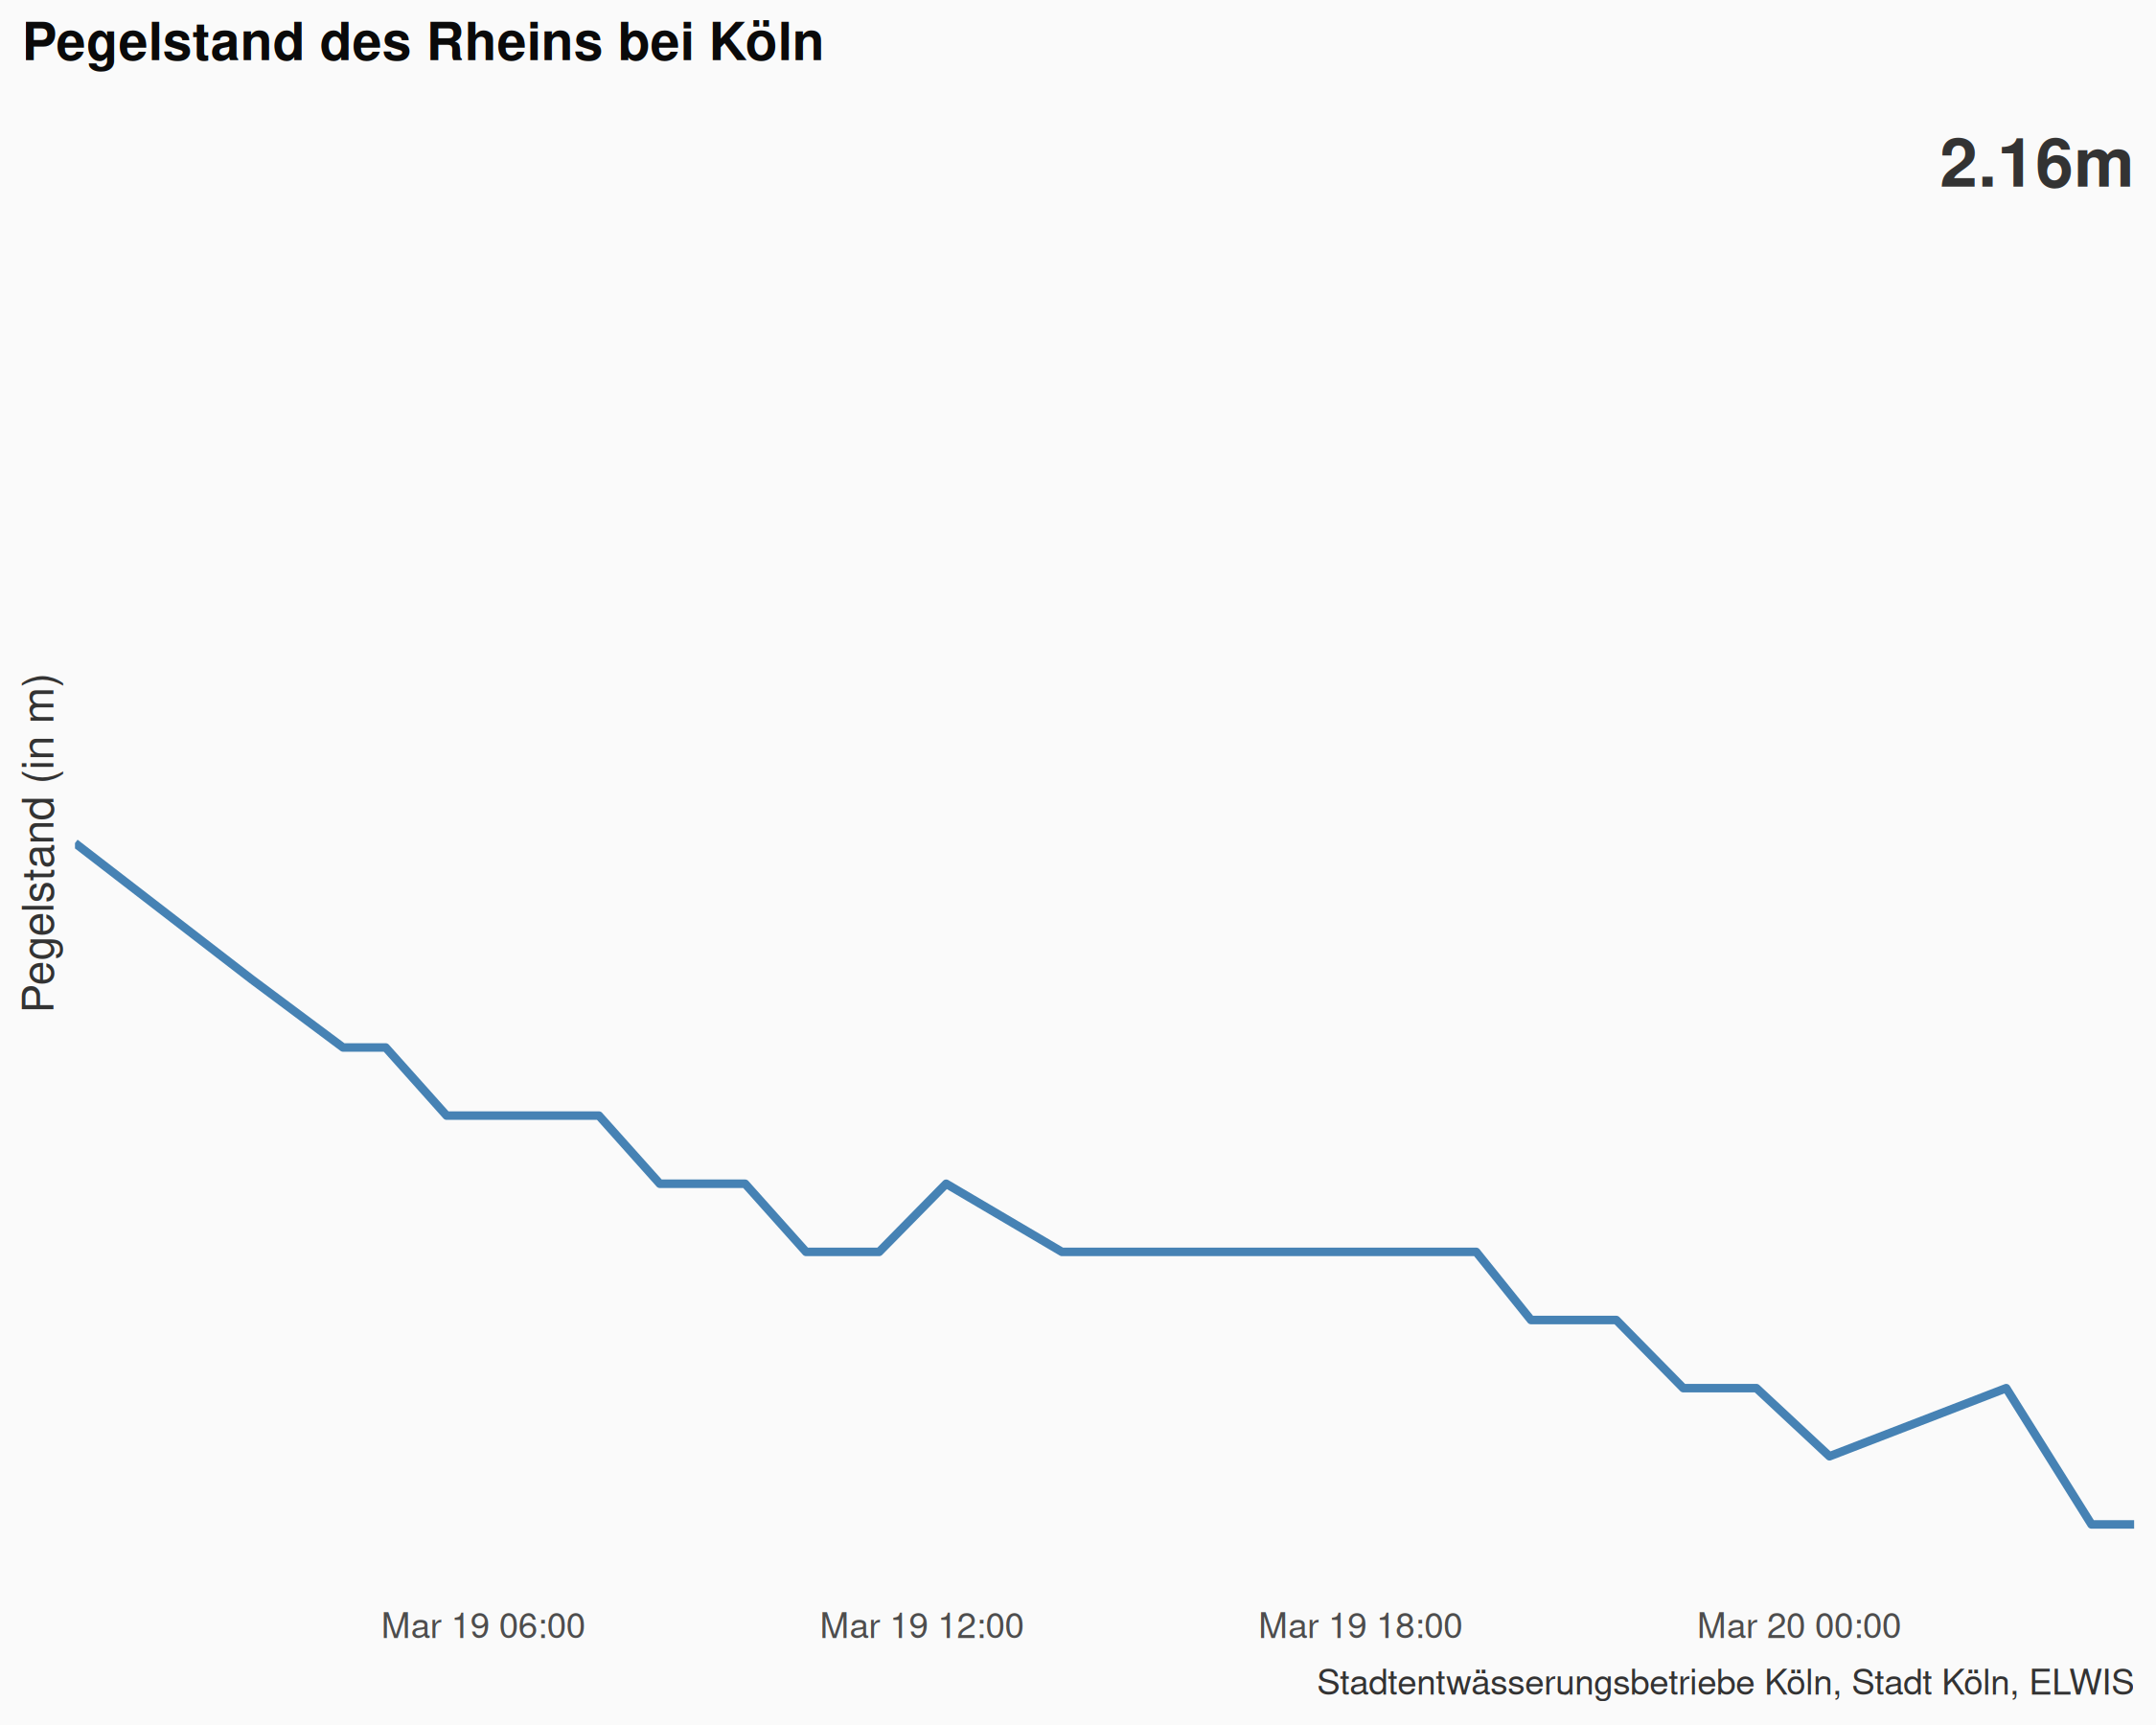 Pegelstand des Rheins bei Köln
2.16m
Pegelstand (in m)
Mar 19 06:00
Mar 19 12:00
Mar 19 18:00
Mar 20 00:00
Stadtentwässerungsbetriebe Köln, Stadt Köln, ELWIS